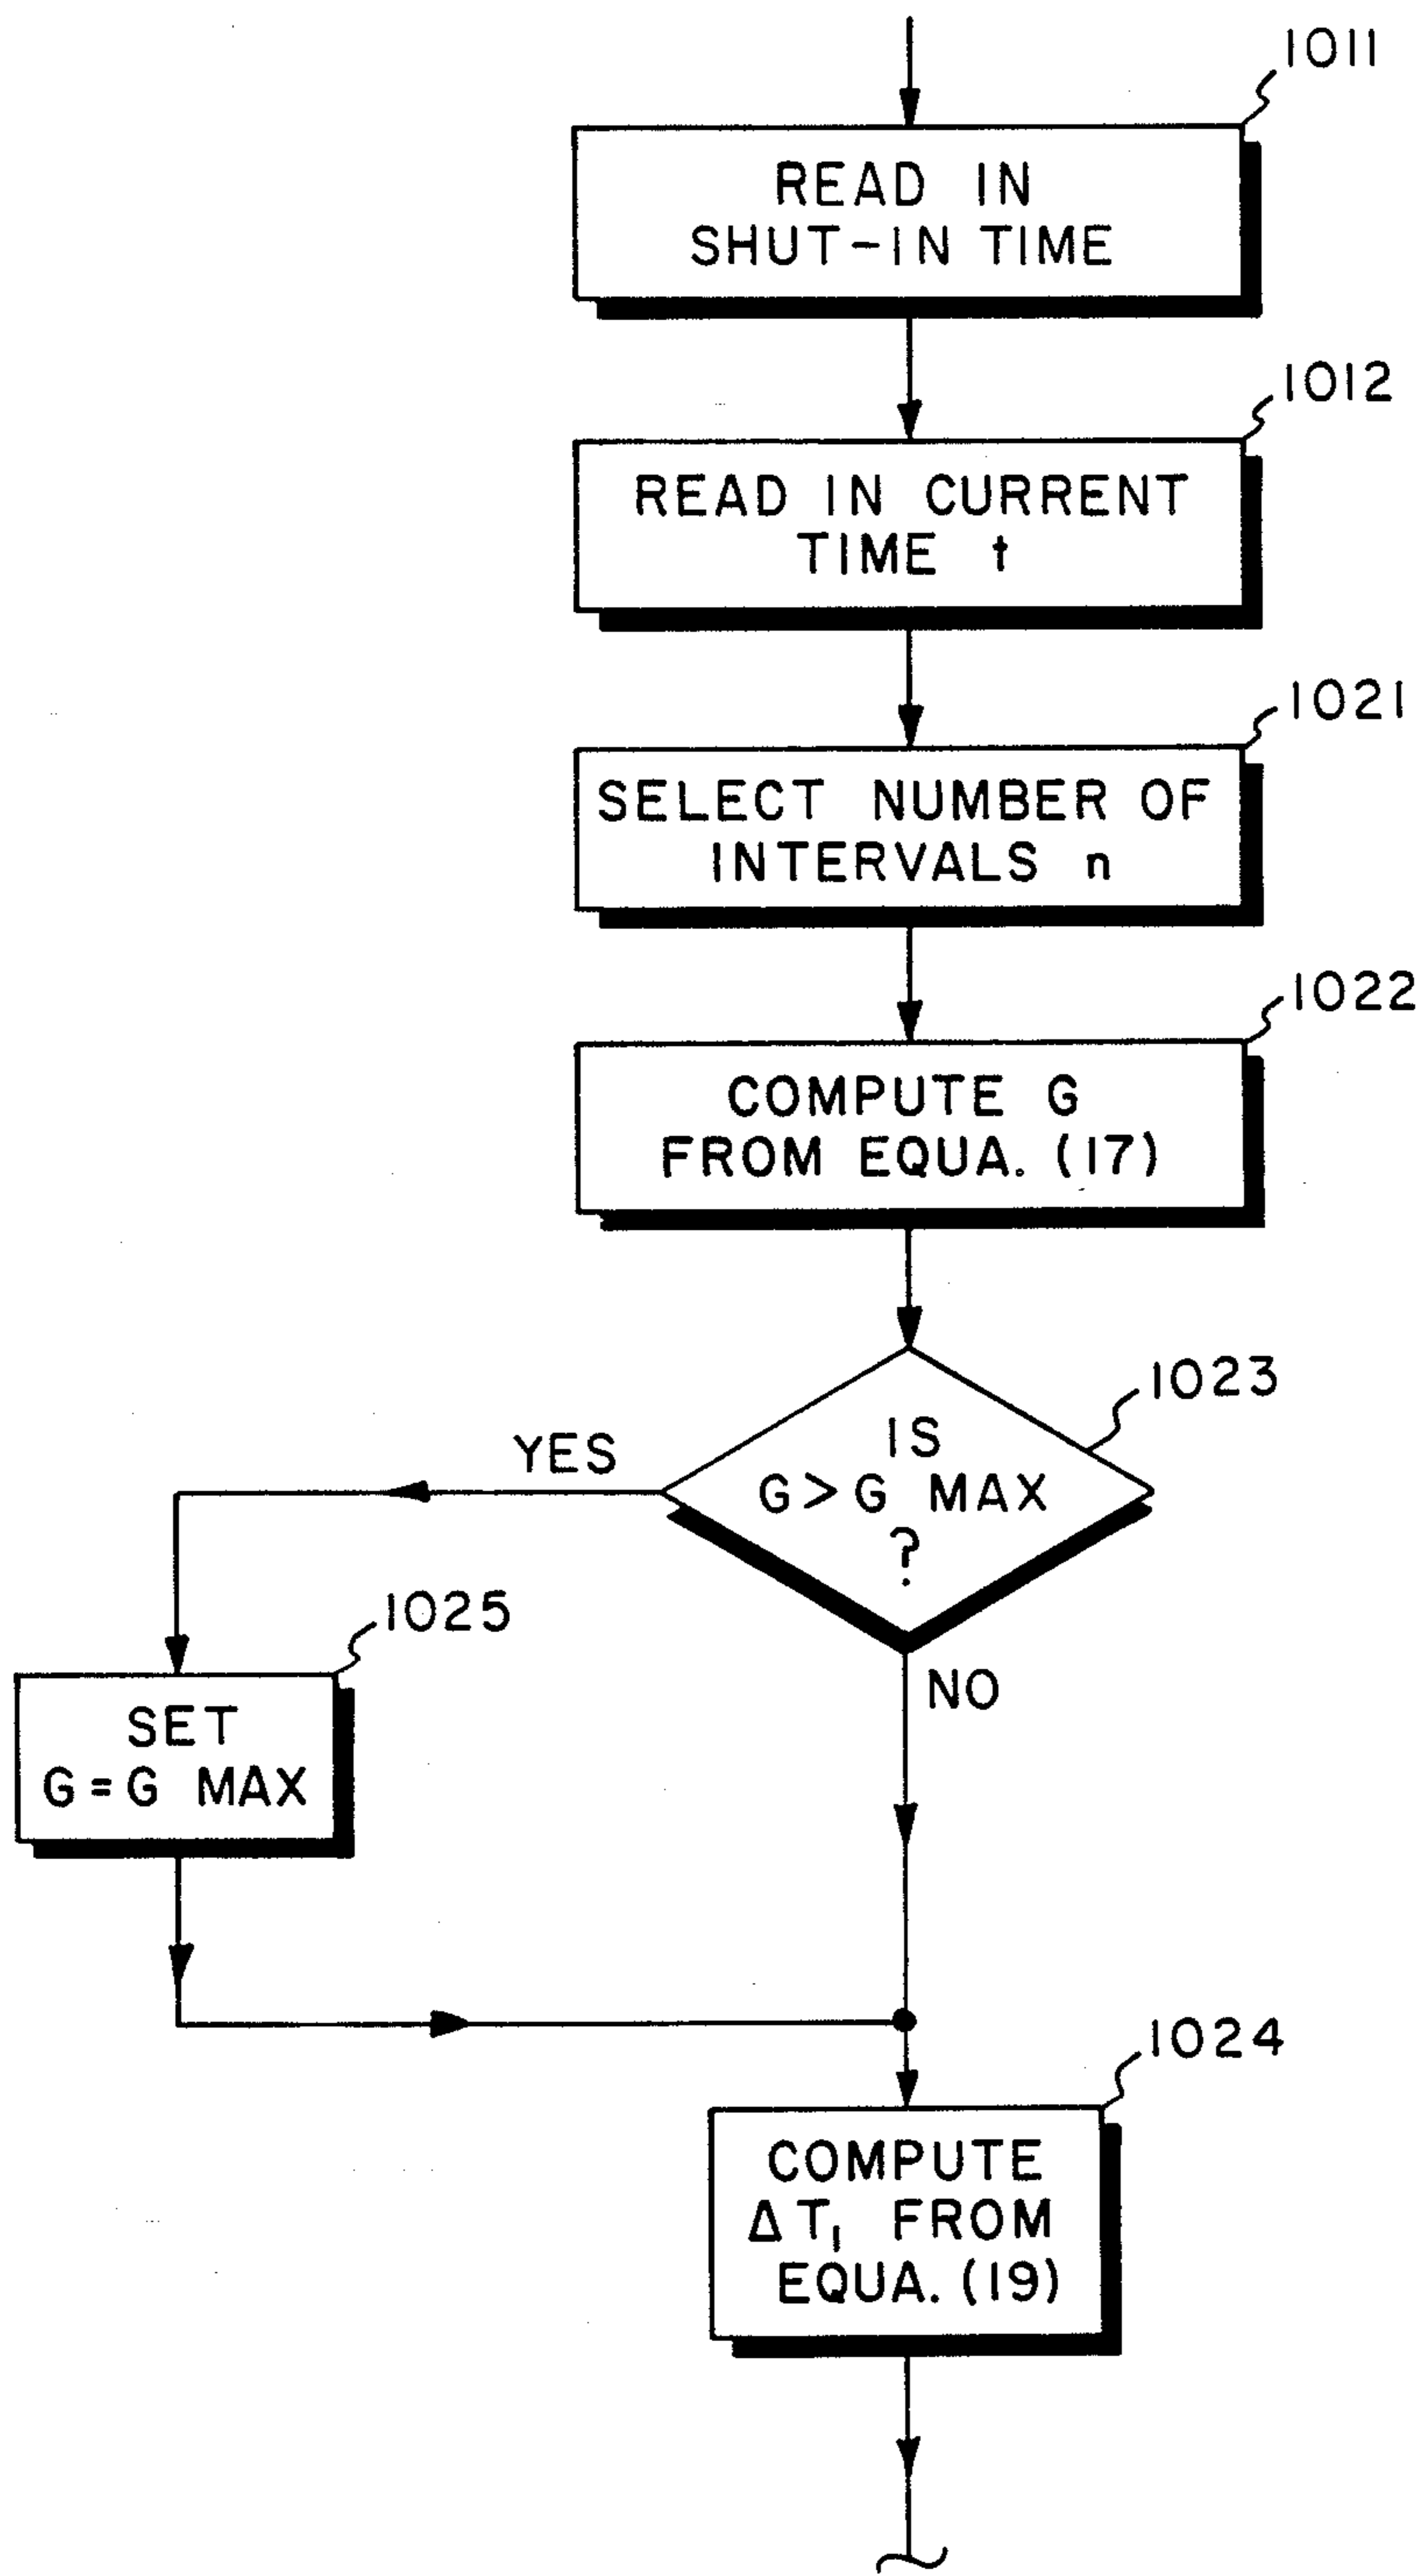 1011
READ IN
SHUT-IN TIME
1012
READ IN CURRENT
TIME t
1021
SELECT NUMBER OF
INTERVALS n
1022
COMPUTE G
FROM EQUA. (17)
1023
IS
G>G MAX
?
YES
NO
1025
SET
G=G MAX
1024
COMPUTE
ΔT₁ FROM
EQUA. (19)